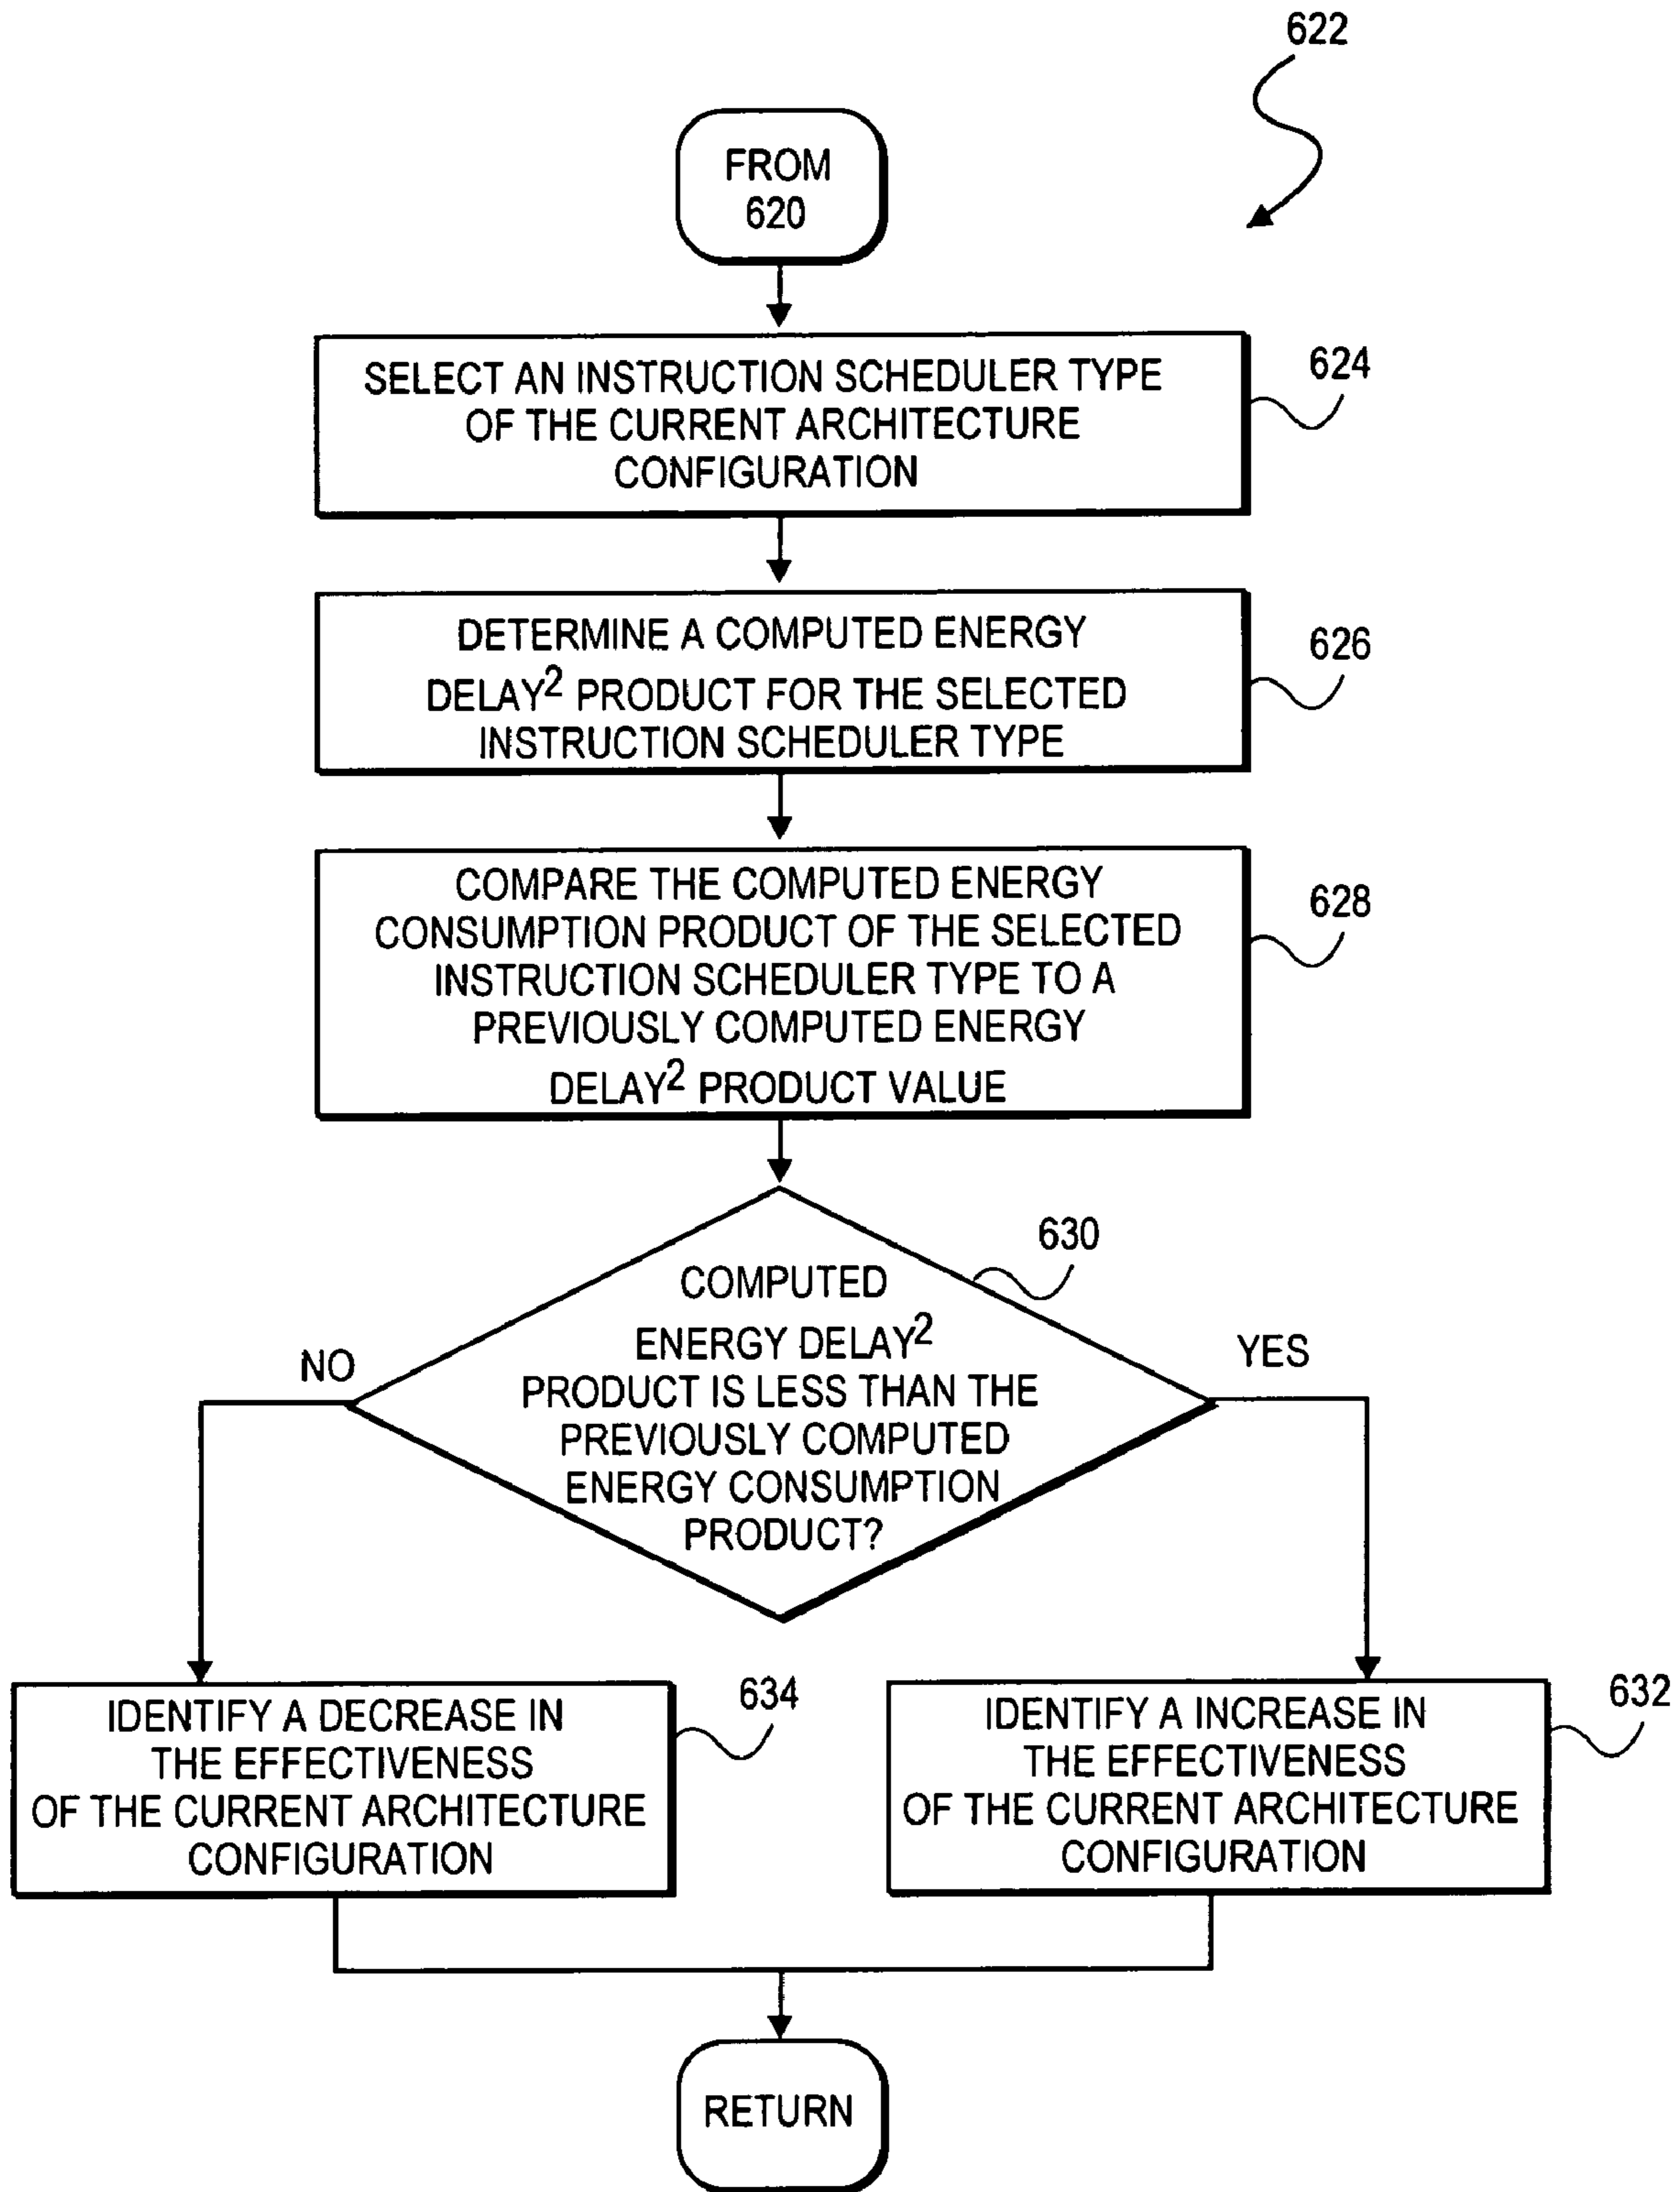 622
FROM
620
SELECT AN INSTRUCTION SCHEDULER TYPE
OF THE CURRENT ARCHITECTURE
CONFIGURATION
624
DETERMINE A COMPUTED ENERGY
DELAY² PRODUCT FOR THE SELECTED
INSTRUCTION SCHEDULER TYPE
626
COMPARE THE COMPUTED ENERGY
CONSUMPTION PRODUCT OF THE SELECTED
INSTRUCTION SCHEDULER TYPE TO A
PREVIOUSLY COMPUTED ENERGY
DELAY² PRODUCT VALUE
628
630
COMPUTED
ENERGY DELAY²
PRODUCT IS LESS THAN THE
PREVIOUSLY COMPUTED
ENERGY CONSUMPTION
PRODUCT?
NO
YES
IDENTIFY A DECREASE IN
THE EFFECTIVENESS
OF THE CURRENT ARCHITECTURE
CONFIGURATION
634
IDENTIFY A INCREASE IN
THE EFFECTIVENESS
OF THE CURRENT ARCHITECTURE
CONFIGURATION
632
RETURN